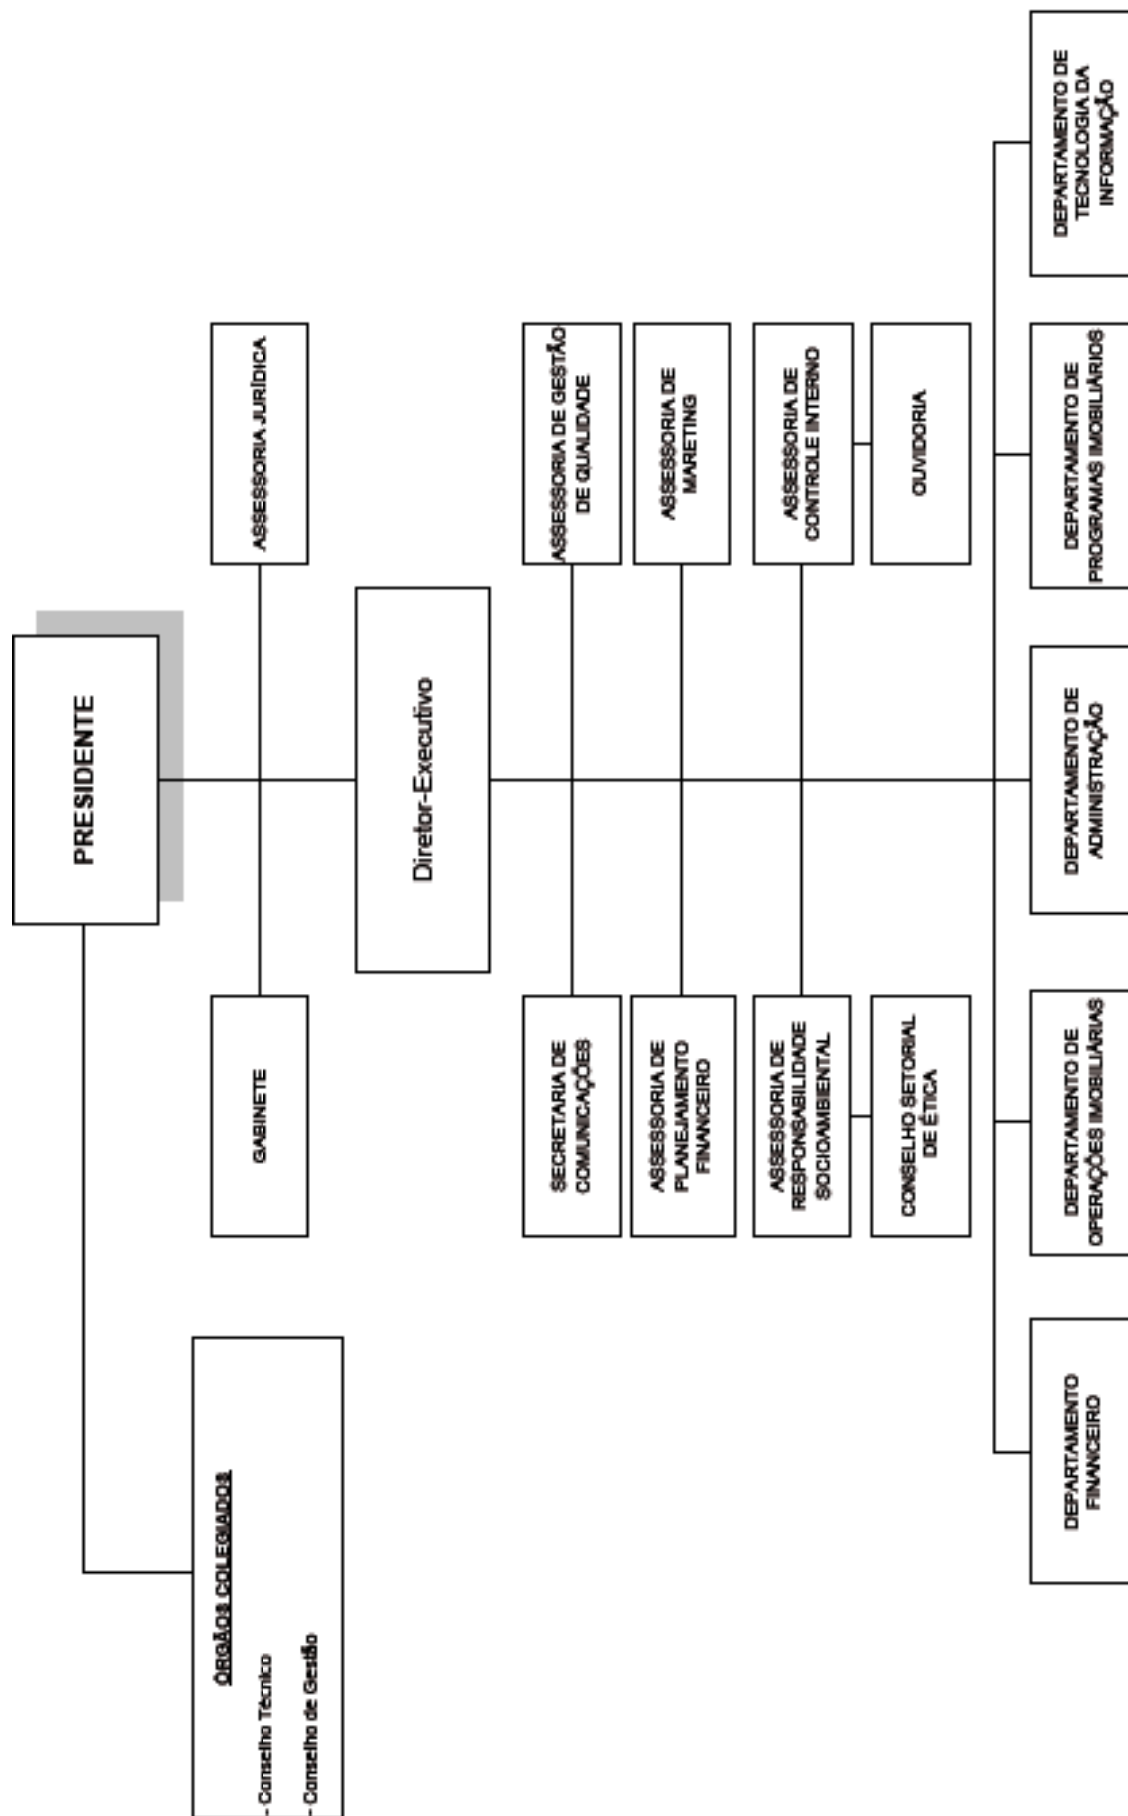 PRESIDENTE
ÓRGÃOS COLEGIADOS
- Conselho Técnico
- Conselho de Gestão
GABINETE
ASSESSORIA JURÍDICA
Diretor-Executivo
SECRETARIA DE
COMUNICAÇÕES
ASSESSORIA DE GESTÃO
DE QUALIDADE
ASSESSORIA DE
PLANEJAMENTO
FINANCEIRO
ASSESSORIA DE
MARETING
ASSESSORIA DE
RESPONSABILIDADE
SOCIOAMBIENTAL
ASSESSORIA DE
CONTROLE INTERNO
CONSELHO SETORIAL
DE ÉTICA
OUVIDORIA
DEPARTAMENTO
FINANCEIRO
DEPARTAMENTO DE
OPERAÇÕES IMOBILIÁRIAS
DEPARTAMENTO DE
ADMINISTRAÇÃO
DEPARTAMENTO DE
PROGRAMAS IMOBILIÁRIOS
DEPARTAMENTO DE
TECNOLOGIA DA
INFORMAÇÃO